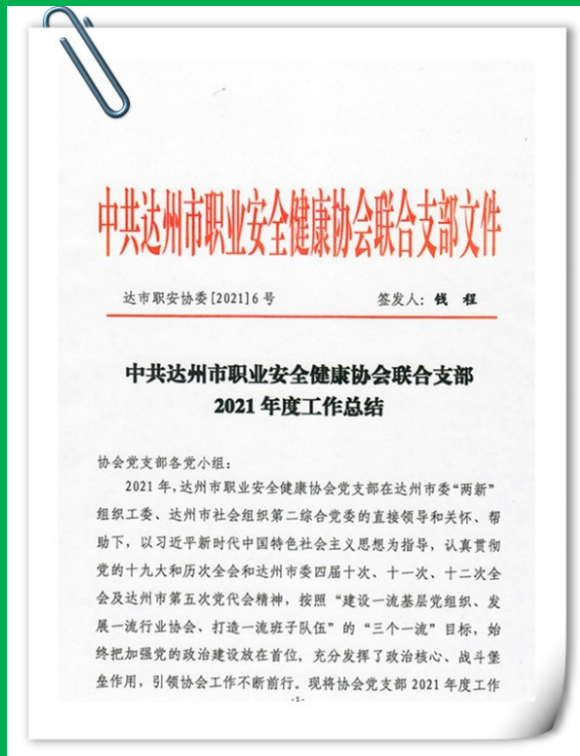 中共达州市职业安全健康协会联合支部文件
达市职安协委[2021]6号 签发人：钱 程
中共达州市职业安全健康协会联合支部
2021 年度工作总结
协会党支部各党小组：
2021 年，达州市职业安全健康协会党支部在达州市委“两新”
组织工委、达州市社会组织第二综合党委的直接领导和关怀、帮
助下，以习近平新时代中国特色社会主义思想为指导，认真贯彻
党的十九大和历次全会和达州市委四届十次、十一次、十二次全
会及达州市第五次党代会精神，按照“建设一流基层党组织、发
展一流行业协会、打造一流班子队伍”的“三个一流”目标，始
终把加强党的政治建设放在首位，充分发挥了政治核心、战斗堡
垒作用，引领协会工作不断前行。现将协会党支部 2021 年度工作
-1-